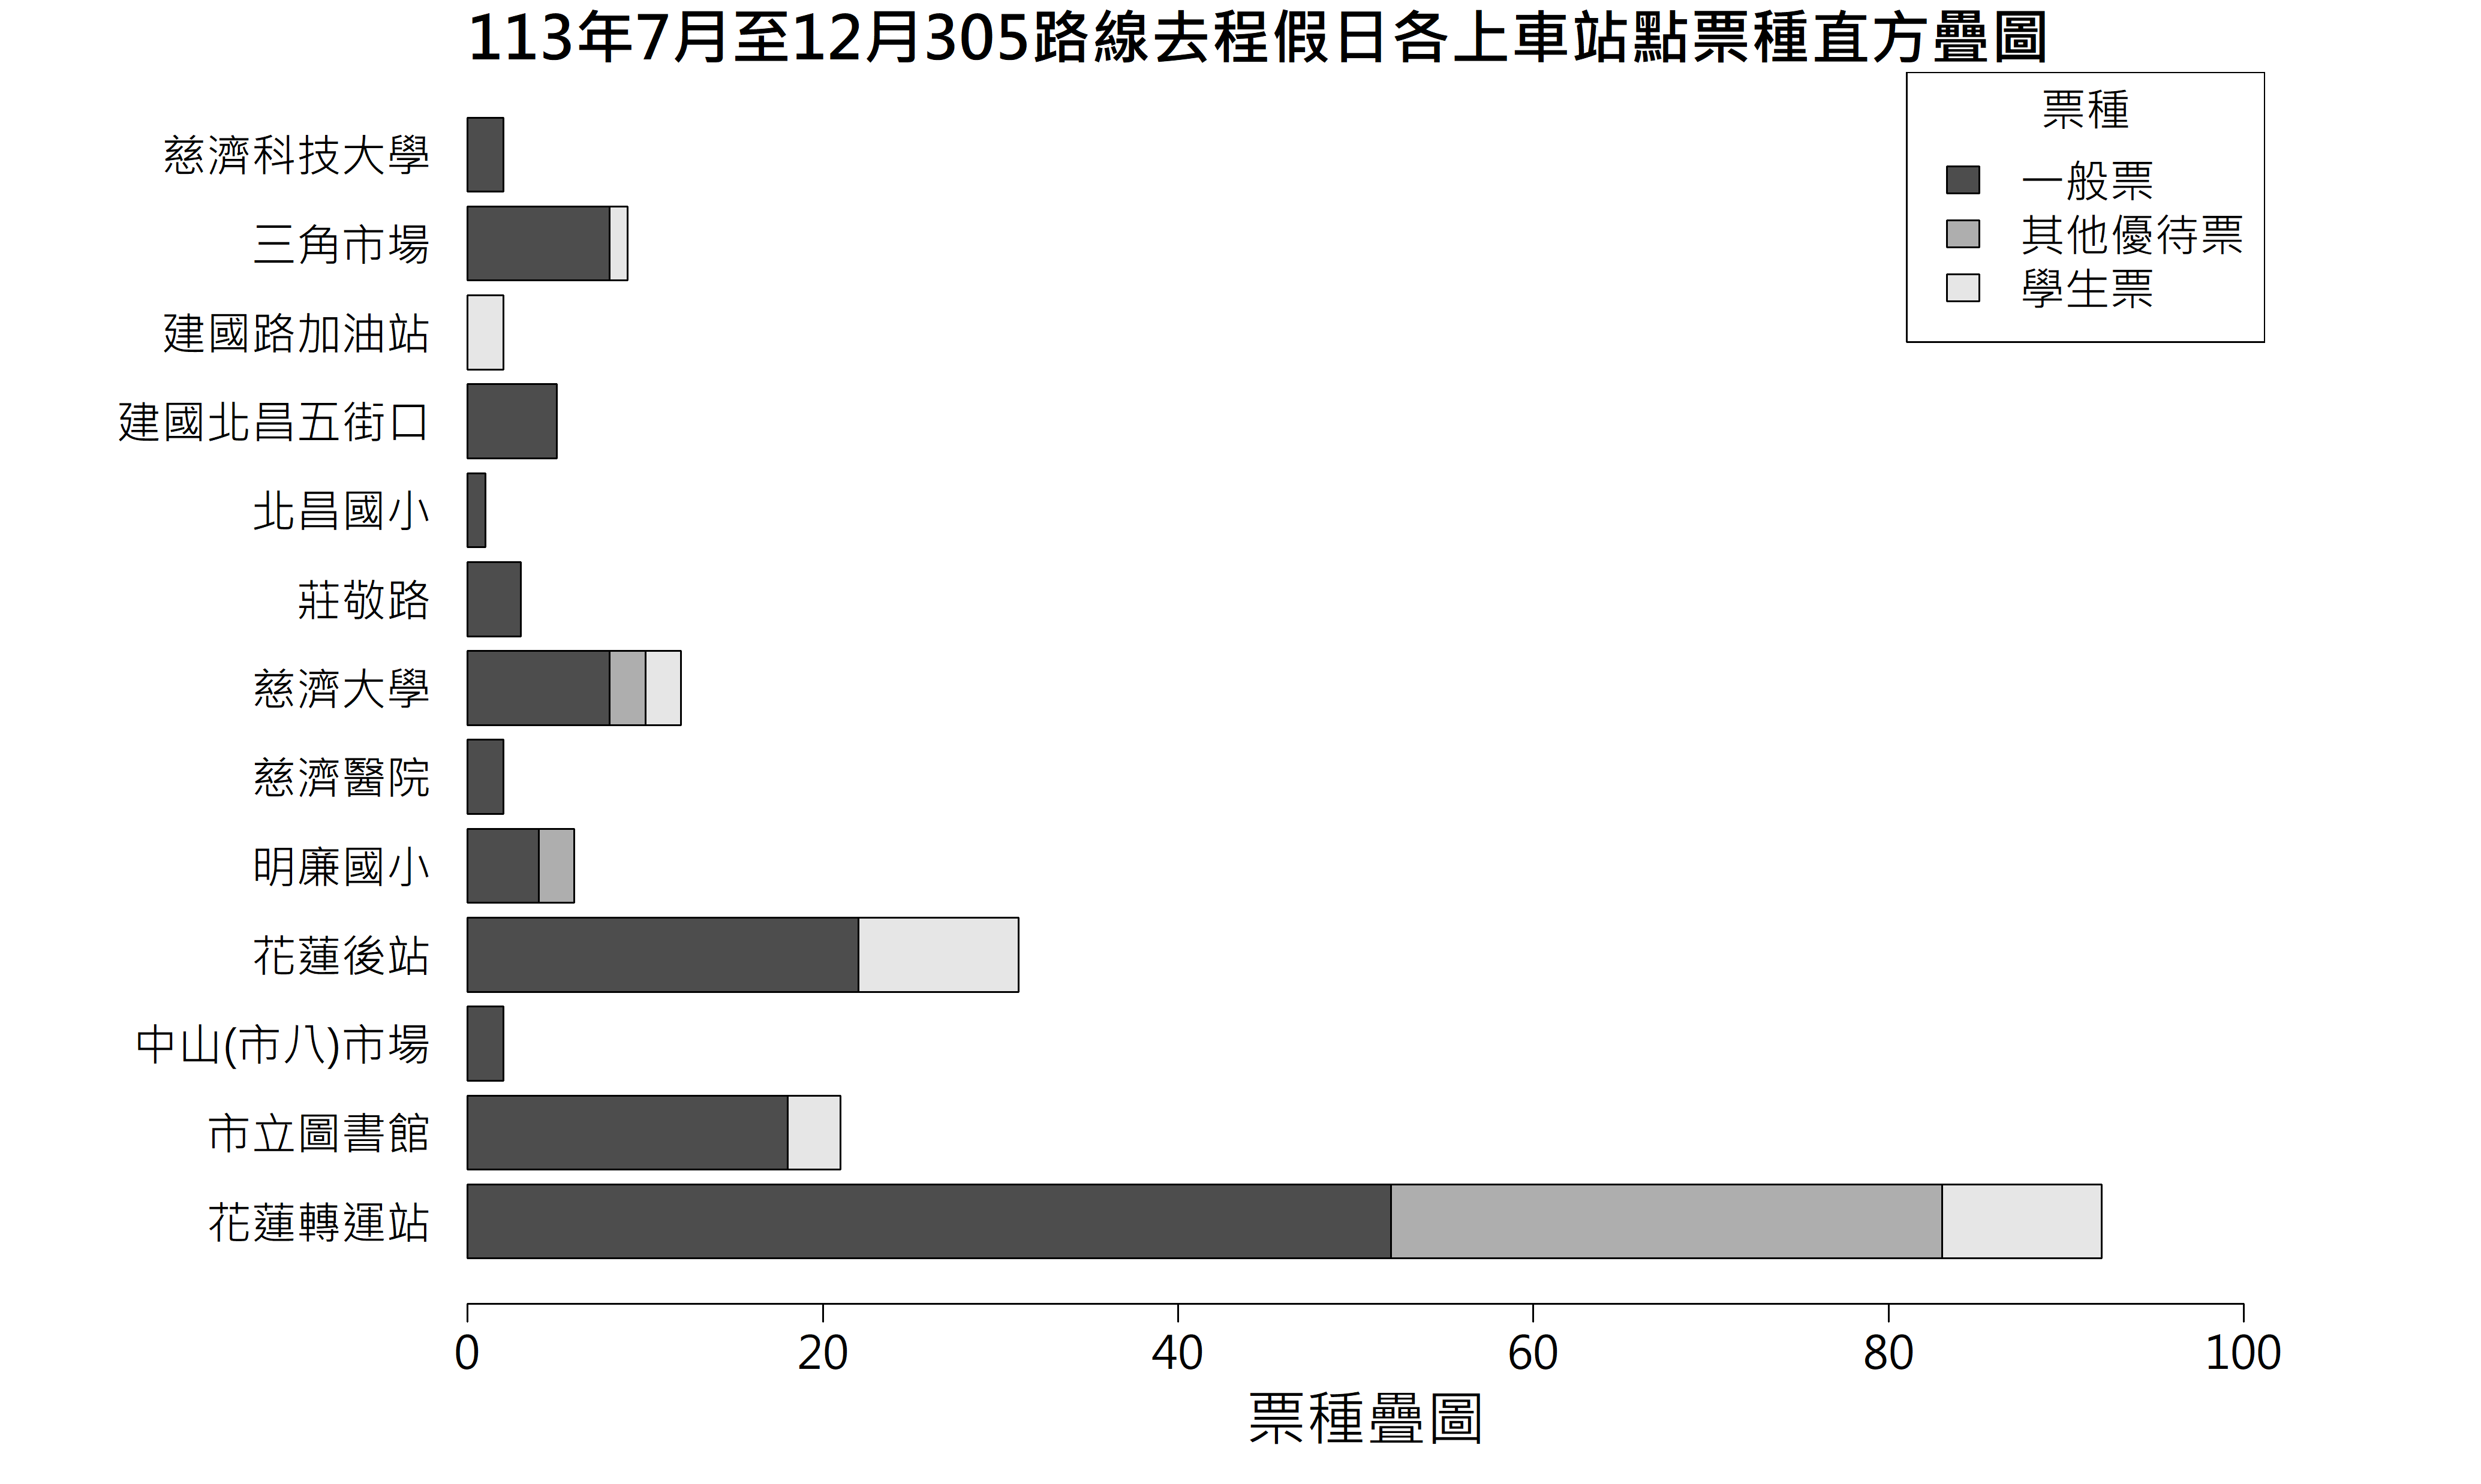 113年7月至12月305路線去程假日各上車站點票種直方疊圖
票種
一般票
其他優待票
學生票
慈濟科技大學
三角市場
建國路加油站
建國北昌五街口
北昌國小
莊敬路
慈濟大學
慈濟醫院
明廉國小
花蓮後站
中山(市八)市場
市立圖書館
花蓮轉運站
0 20 40 60 80 100
票種疊圖